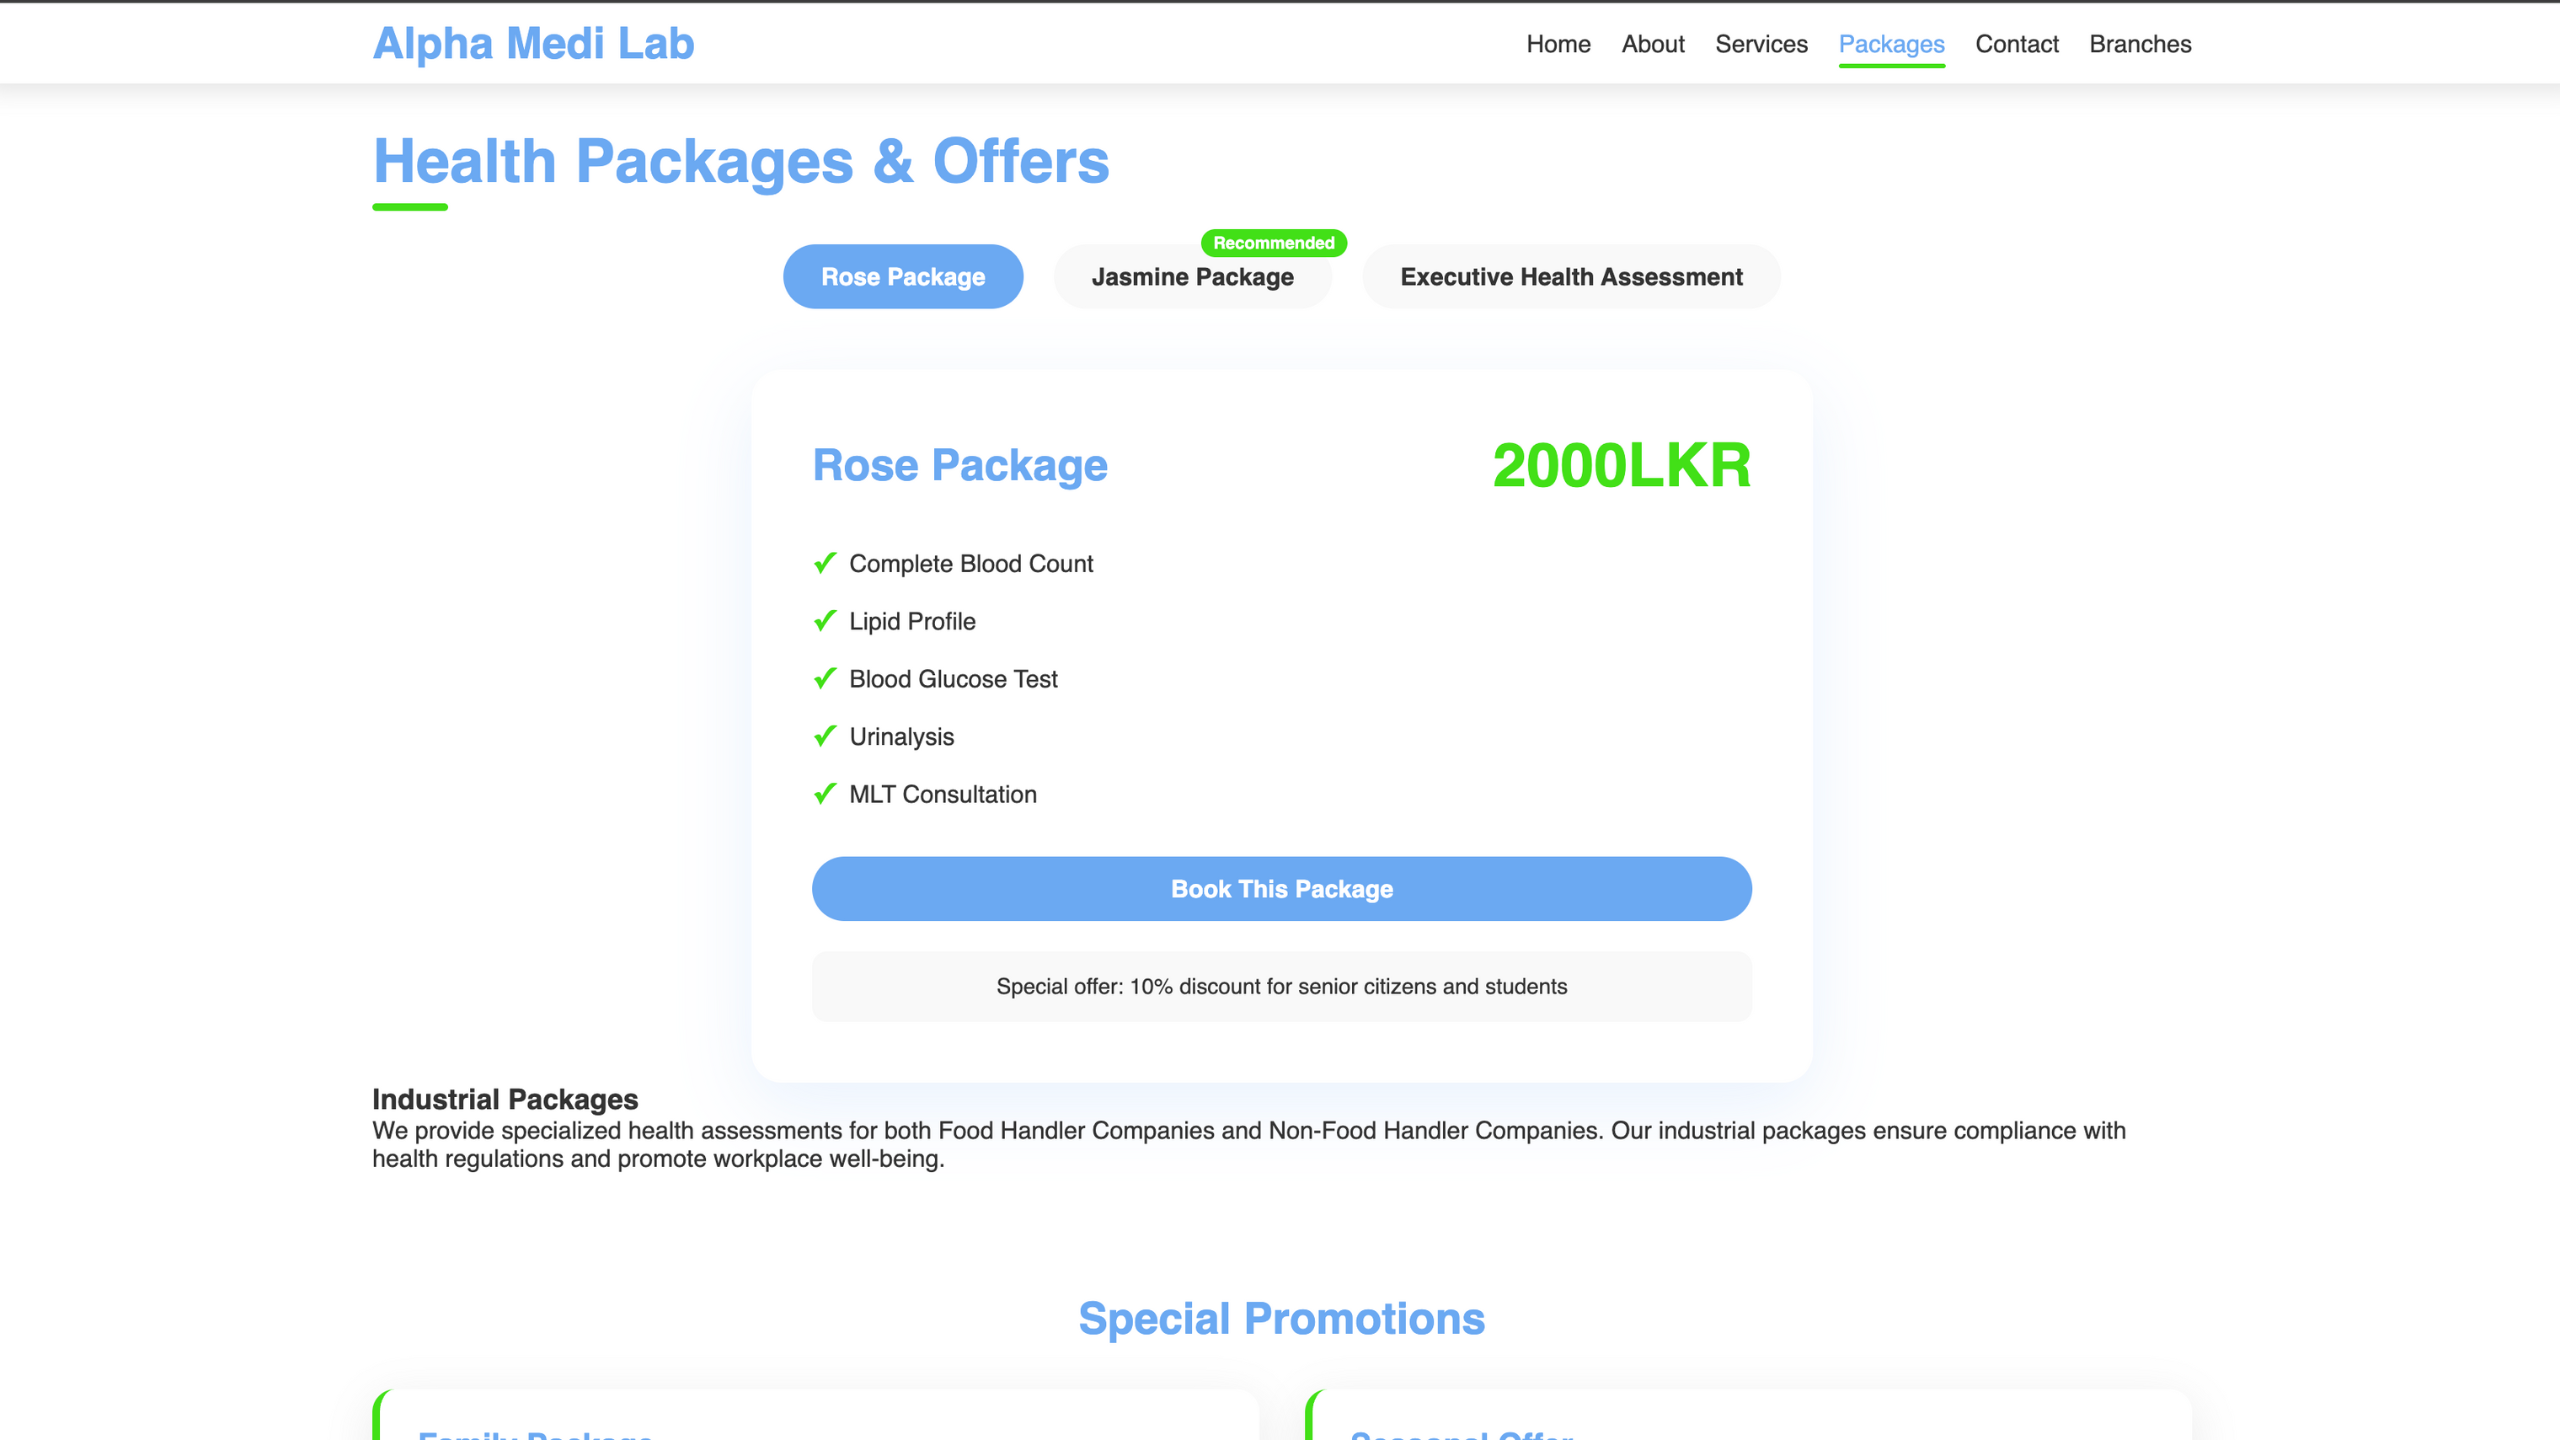 Alpha Medi Lab
Home About Services Packages Contact Branches
Health Packages & Offers
Recommended
Rose Package Jasmine Package Executive Health Assessment
Rose Package 2000LKR
✓ Complete Blood Count
✓ Lipid Profile
✓ Blood Glucose Test
✓ Urinalysis
✓ MLT Consultation
Book This Package
Special offer: 10% discount for senior citizens and students
Industrial Packages
We provide specialized health assessments for both Food Handler Companies and Non-Food Handler Companies. Our industrial packages ensure compliance with
health regulations and promote workplace well-being.
Special Promotions
Family Package Seasonal Offer